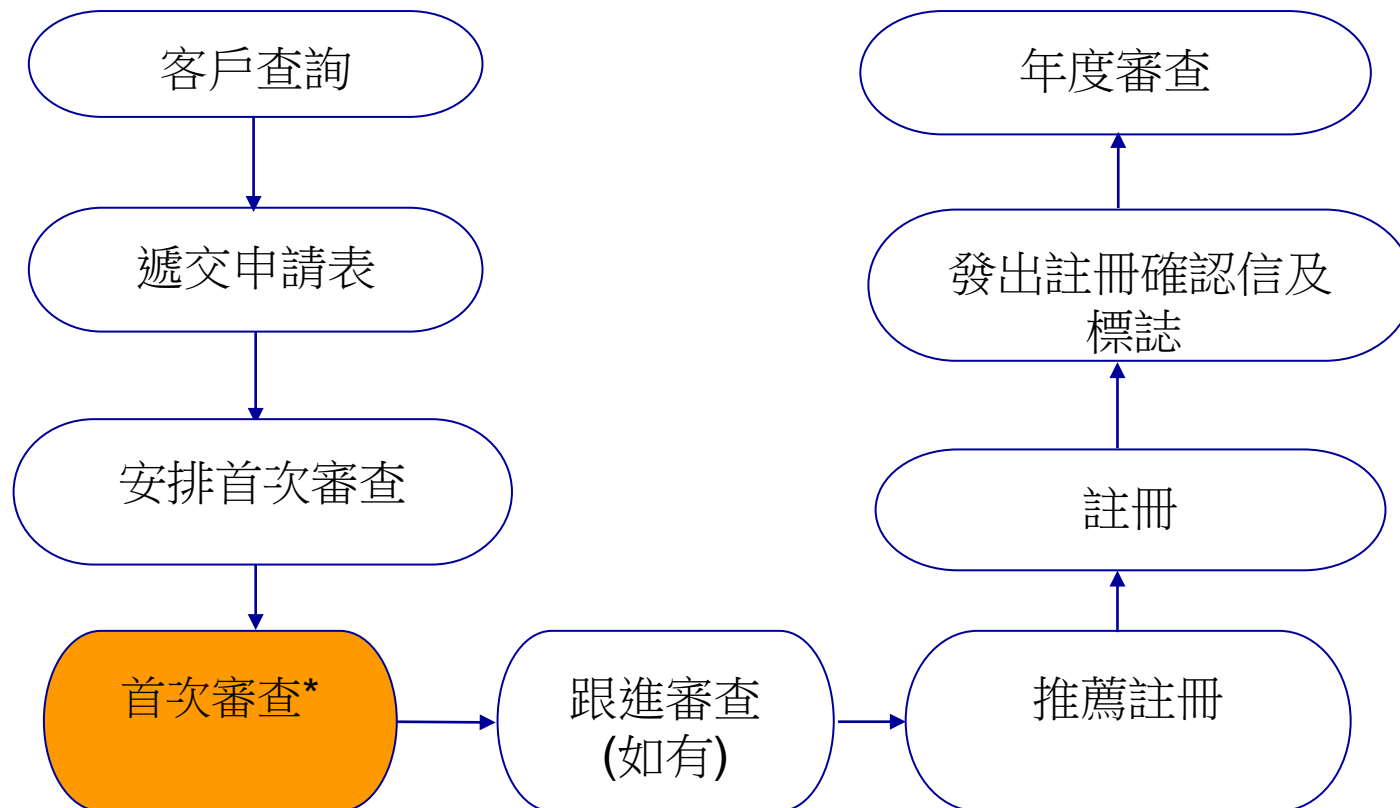 客戶查詢
遞交申請表
安排首次審查
首次審查*
跟進審查
(如有)
推薦註冊
註冊
發出註冊確認信及
標誌
年度審查